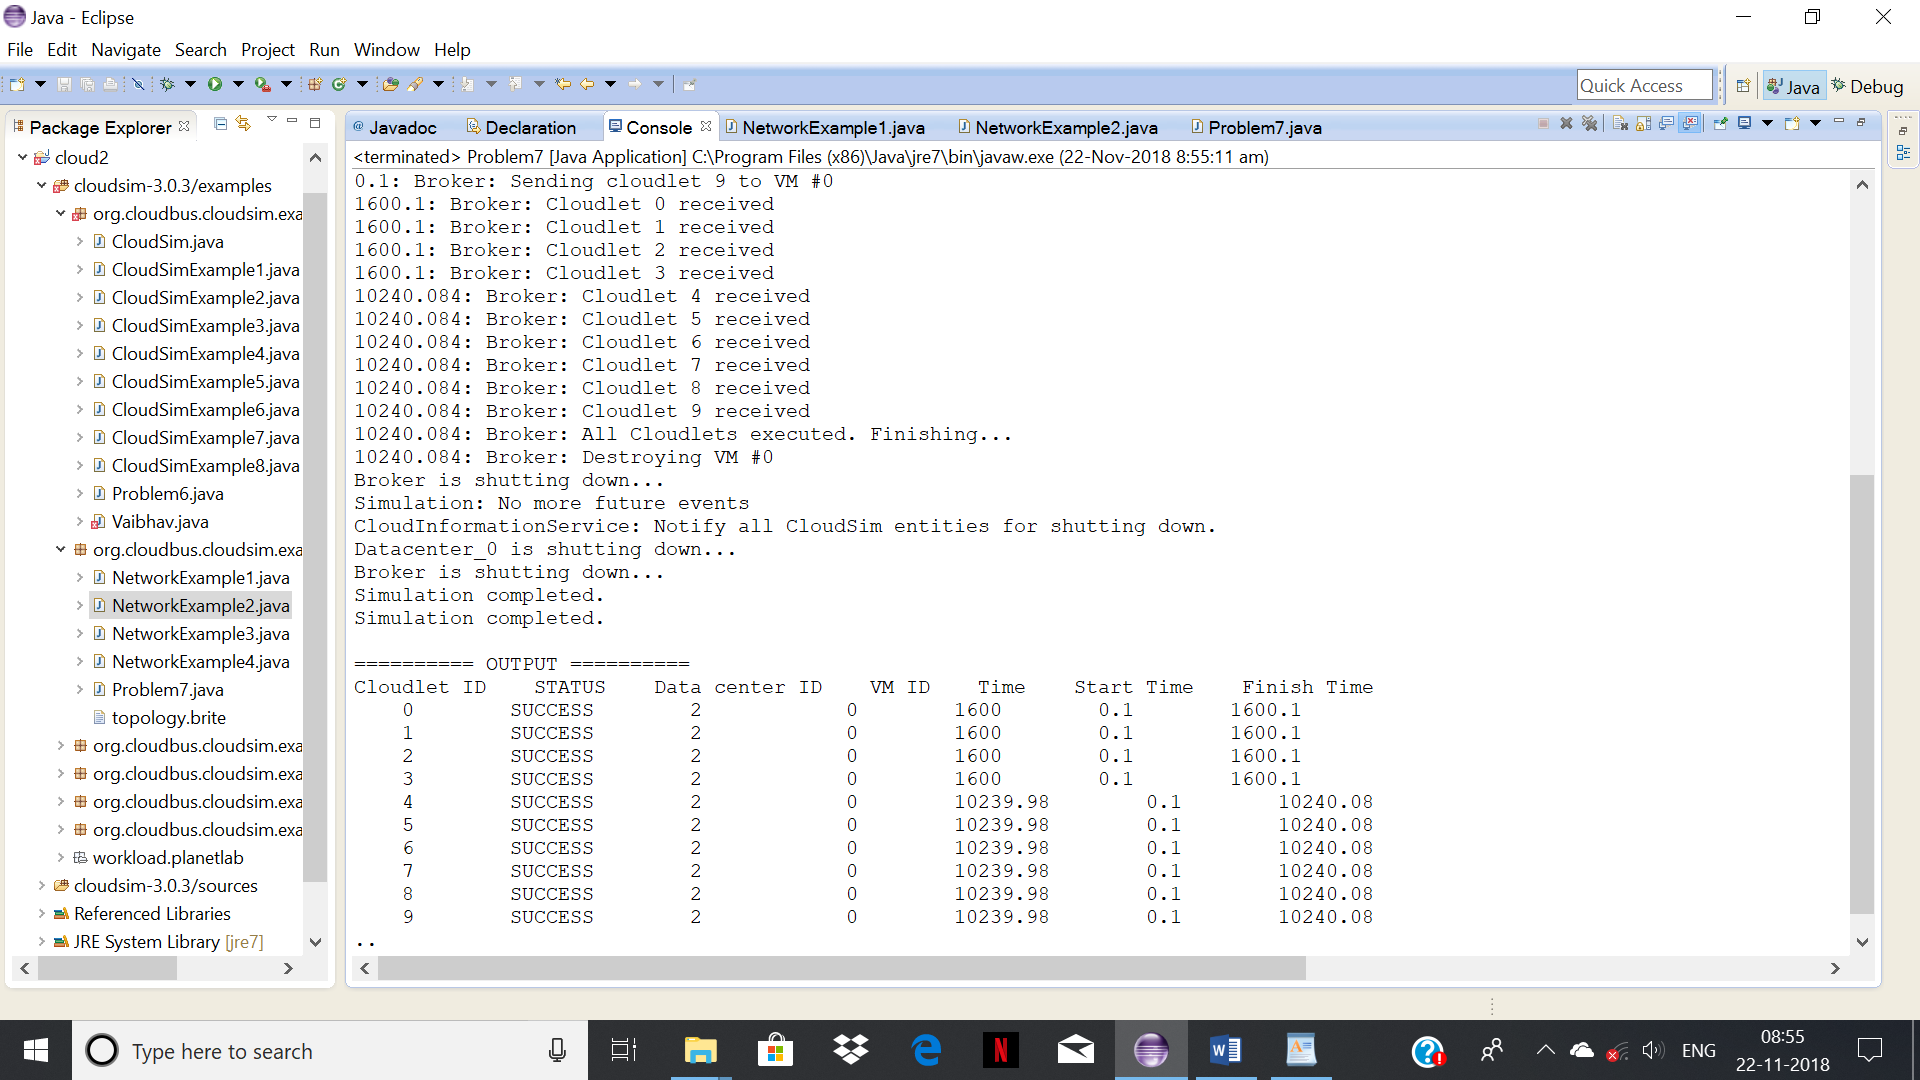 Java - Eclipse
File Edit Navigate Search Project Run Window Help
Quick Access
Java
Debug
Package Explorer
cloud2
cloudsim-3.0.3/examples
org.cloudbus.cloudsim.exa
CloudSim.java
CloudSimExample1.java
CloudSimExample2.java
CloudSimExample3.java
CloudSimExample4.java
CloudSimExample5.java
CloudSimExample6.java
CloudSimExample7.java
CloudSimExample8.java
Problem6.java
Vaibhav.java
org.cloudbus.cloudsim.exa
NetworkExample1.java
NetworkExample2.java
NetworkExample3.java
NetworkExample4.java
Problem7.java
topology.brite
org.cloudbus.cloudsim.exa
org.cloudbus.cloudsim.exa
org.cloudbus.cloudsim.exa
org.cloudbus.cloudsim.exa
workload.planetlab
cloudsim-3.0.3/sources
Referenced Libraries
JRE System Library [jre7]
@ Javadoc Declaration Console NetworkExample1.java NetworkExample2.java Problem7.java
<terminated> Problem7 [Java Application] C:\Program Files (x86)\Java\jre7\bin\javaw.exe (22-Nov-2018 8:55:11 am)
0.1: Broker: Sending cloudlet 9 to VM #0
1600.1: Broker: Cloudlet 0 received
1600.1: Broker: Cloudlet 1 received
1600.1: Broker: Cloudlet 2 received
1600.1: Broker: Cloudlet 3 received
10240.084: Broker: Cloudlet 4 received
10240.084: Broker: Cloudlet 5 received
10240.084: Broker: Cloudlet 6 received
10240.084: Broker: Cloudlet 7 received
10240.084: Broker: Cloudlet 8 received
10240.084: Broker: Cloudlet 9 received
10240.084: Broker: All Cloudlets executed. Finishing...
10240.084: Broker: Destroying VM #0
Broker is shutting down...
Simulation: No more future events
CloudInformationService: Notify all CloudSim entities for shutting down.
Datacenter_0 is shutting down...
Broker is shutting down...
Simulation completed.
Simulation completed.
========== OUTPUT ==========
Cloudlet ID STATUS Data center ID VM ID Time Start Time Finish Time
0 SUCCESS 2 0 1600 0.1 1600.1
1 SUCCESS 2 0 1600 0.1 1600.1
2 SUCCESS 2 0 1600 0.1 1600.1
3 SUCCESS 2 0 1600 0.1 1600.1
4 SUCCESS 2 0 10239.98 0.1 10240.08
5 SUCCESS 2 0 10239.98 0.1 10240.08
6 SUCCESS 2 0 10239.98 0.1 10240.08
7 SUCCESS 2 0 10239.98 0.1 10240.08
8 SUCCESS 2 0 10239.98 0.1 10240.08
9 SUCCESS 2 0 10239.98 0.1 10240.08
..
Type here to search
ENG
08:55
22-11-2018